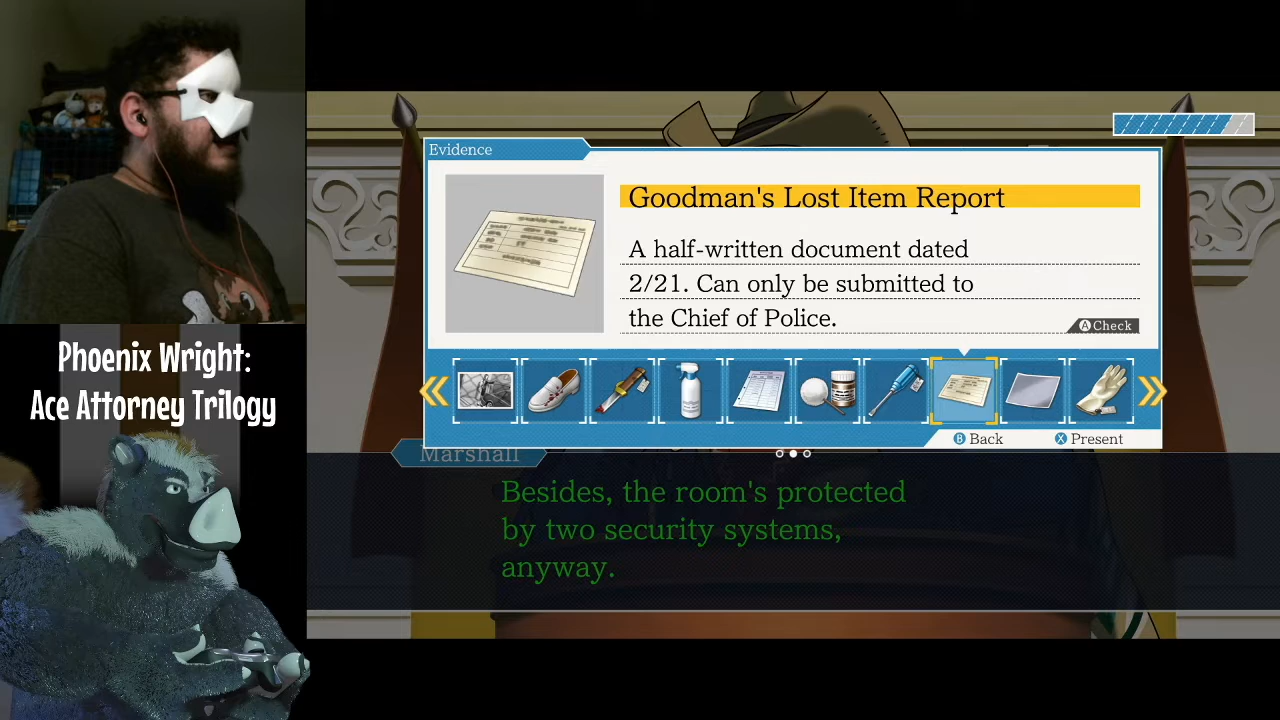 Evidence
Goodman's Lost Item Report
A half-written document dated
2/21. Can only be submitted to
the Chief of Police.
A Check
B Back
X Present
Marshall
Besides, the room's protected
by two security systems,
anyway.
Phoenix Wright:
Ace Attorney Trilogy